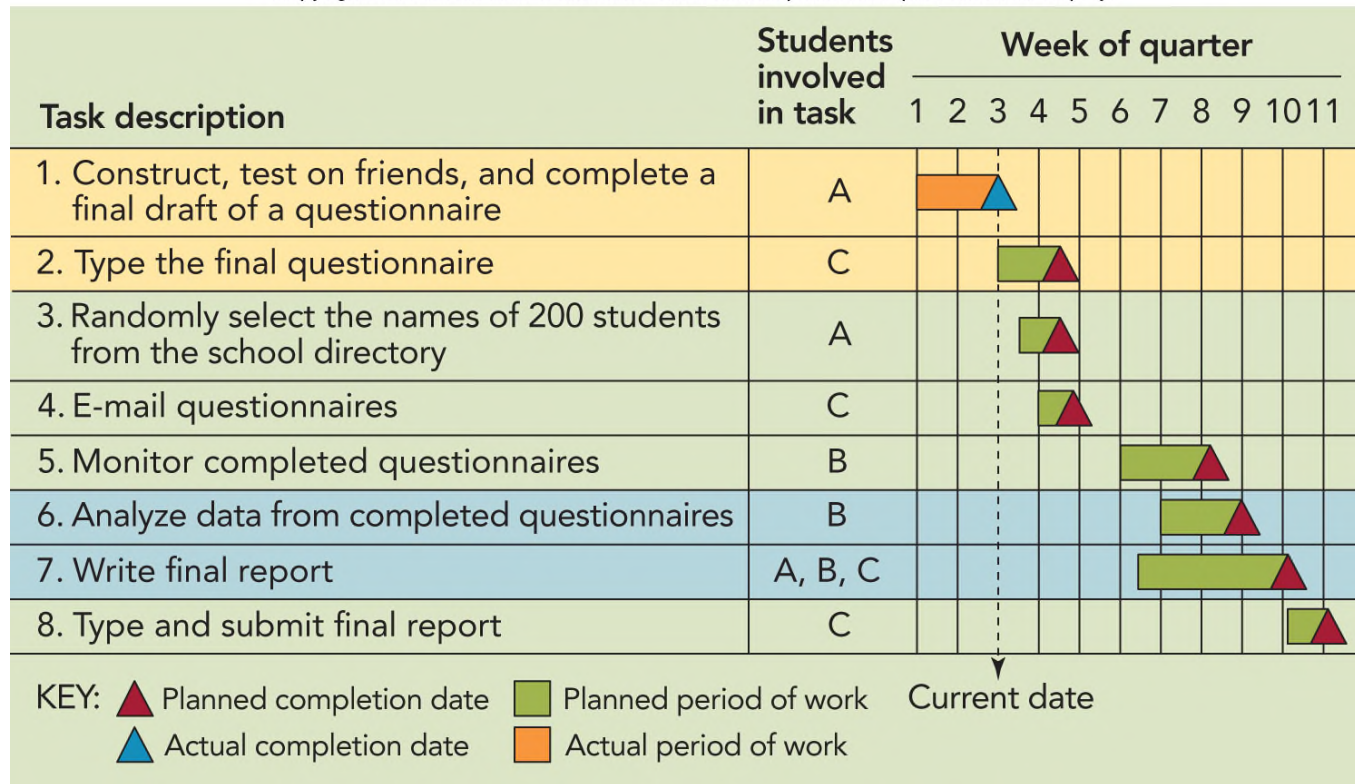 Students involved in task
Week of quarter
Task description
1 2 3 4 5 6 7 8 9 10 11
1. Construct, test on friends, and complete a
final draft of a questionnaire
A
2. Type the final questionnaire
C
3. Randomly select the names of 200 students
from the school directory
A
4. E-mail questionnaires
C
5. Monitor completed questionnaires
B
6. Analyze data from completed questionnaires
B
7. Write final report
A, B, C
8. Type and submit final report
C
KEY: Planned completion date
Planned period of work
Current date
Actual completion date
Actual period of work